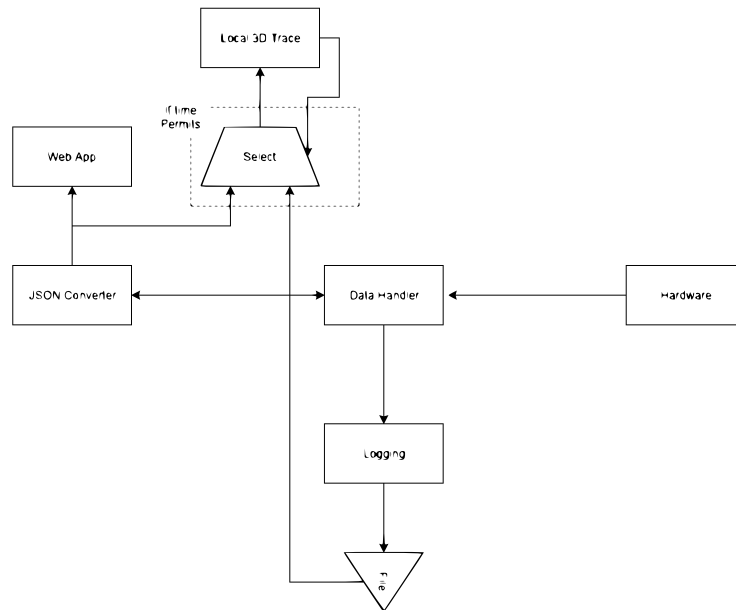 Local 3D Trace
If time
Permits
Web App
Select
JSON Converter
Data Handler
Hardware
Logging
File